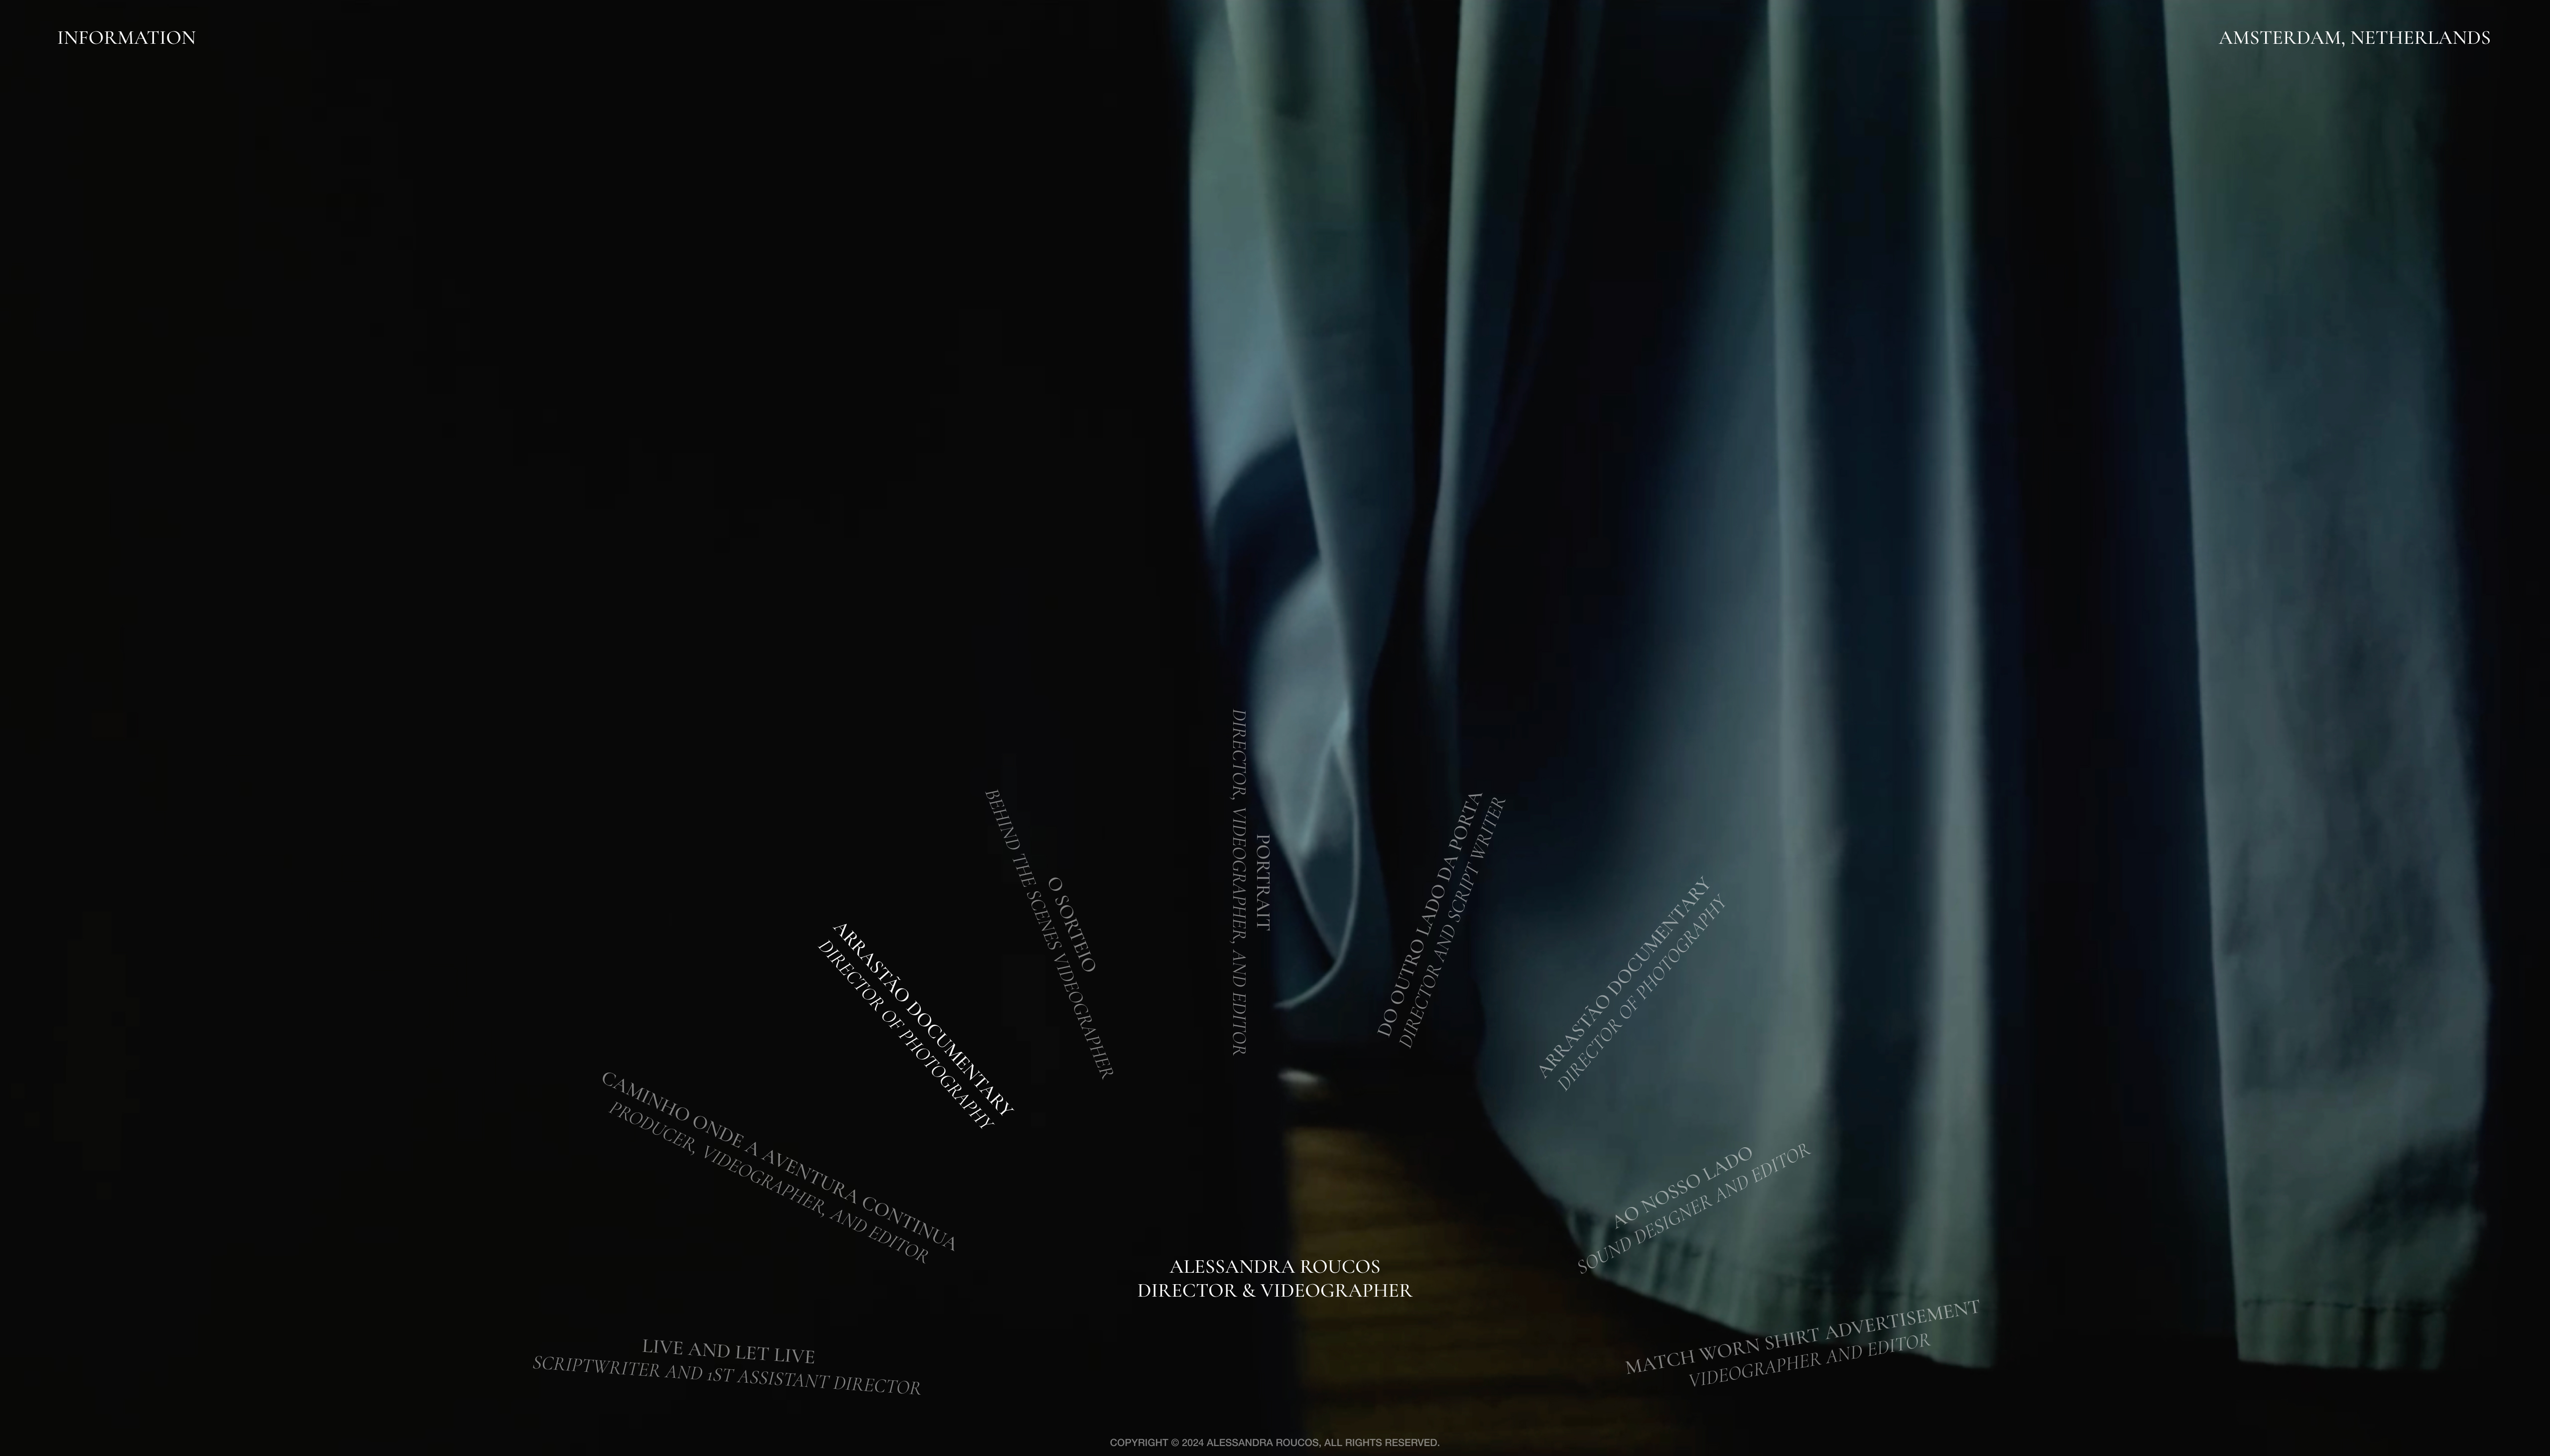 INFORMATION
AMSTERDAM, NETHERLANDS
LIVE AND LET LIVE
SCRIPTWRITER AND 1ST ASSISTANT DIRECTOR
CAMINHO ONDE A AVENTURA CONTINUA
PRODUCER, VIDEOGRAPHER, AND EDITOR
ARRASTÃO DOCUMENTARY
DIRECTOR OF PHOTOGRAPHY
O SORTEIO
BEHIND THE SCENES VIDEOGRAPHER
PORTRAIT
DIRECTOR, VIDEOGRAPHER, AND EDITOR
DO OUTRO LADO DA PORTA
DIRECTOR AND SCRIPT WRITER
ARRASTÃO DOCUMENTARY
DIRECTOR OF PHOTOGRAPHY
AO NOSSO LADO
SOUND DESIGNER AND EDITOR
MATCH WORN SHIRT ADVERTISEMENT
VIDEOGRAPHER AND EDITOR
ALESSANDRA ROUCOS
DIRECTOR & VIDEOGRAPHER
COPYRIGHT © 2024 ALESSANDRA ROUCOS, ALL RIGHTS RESERVED.